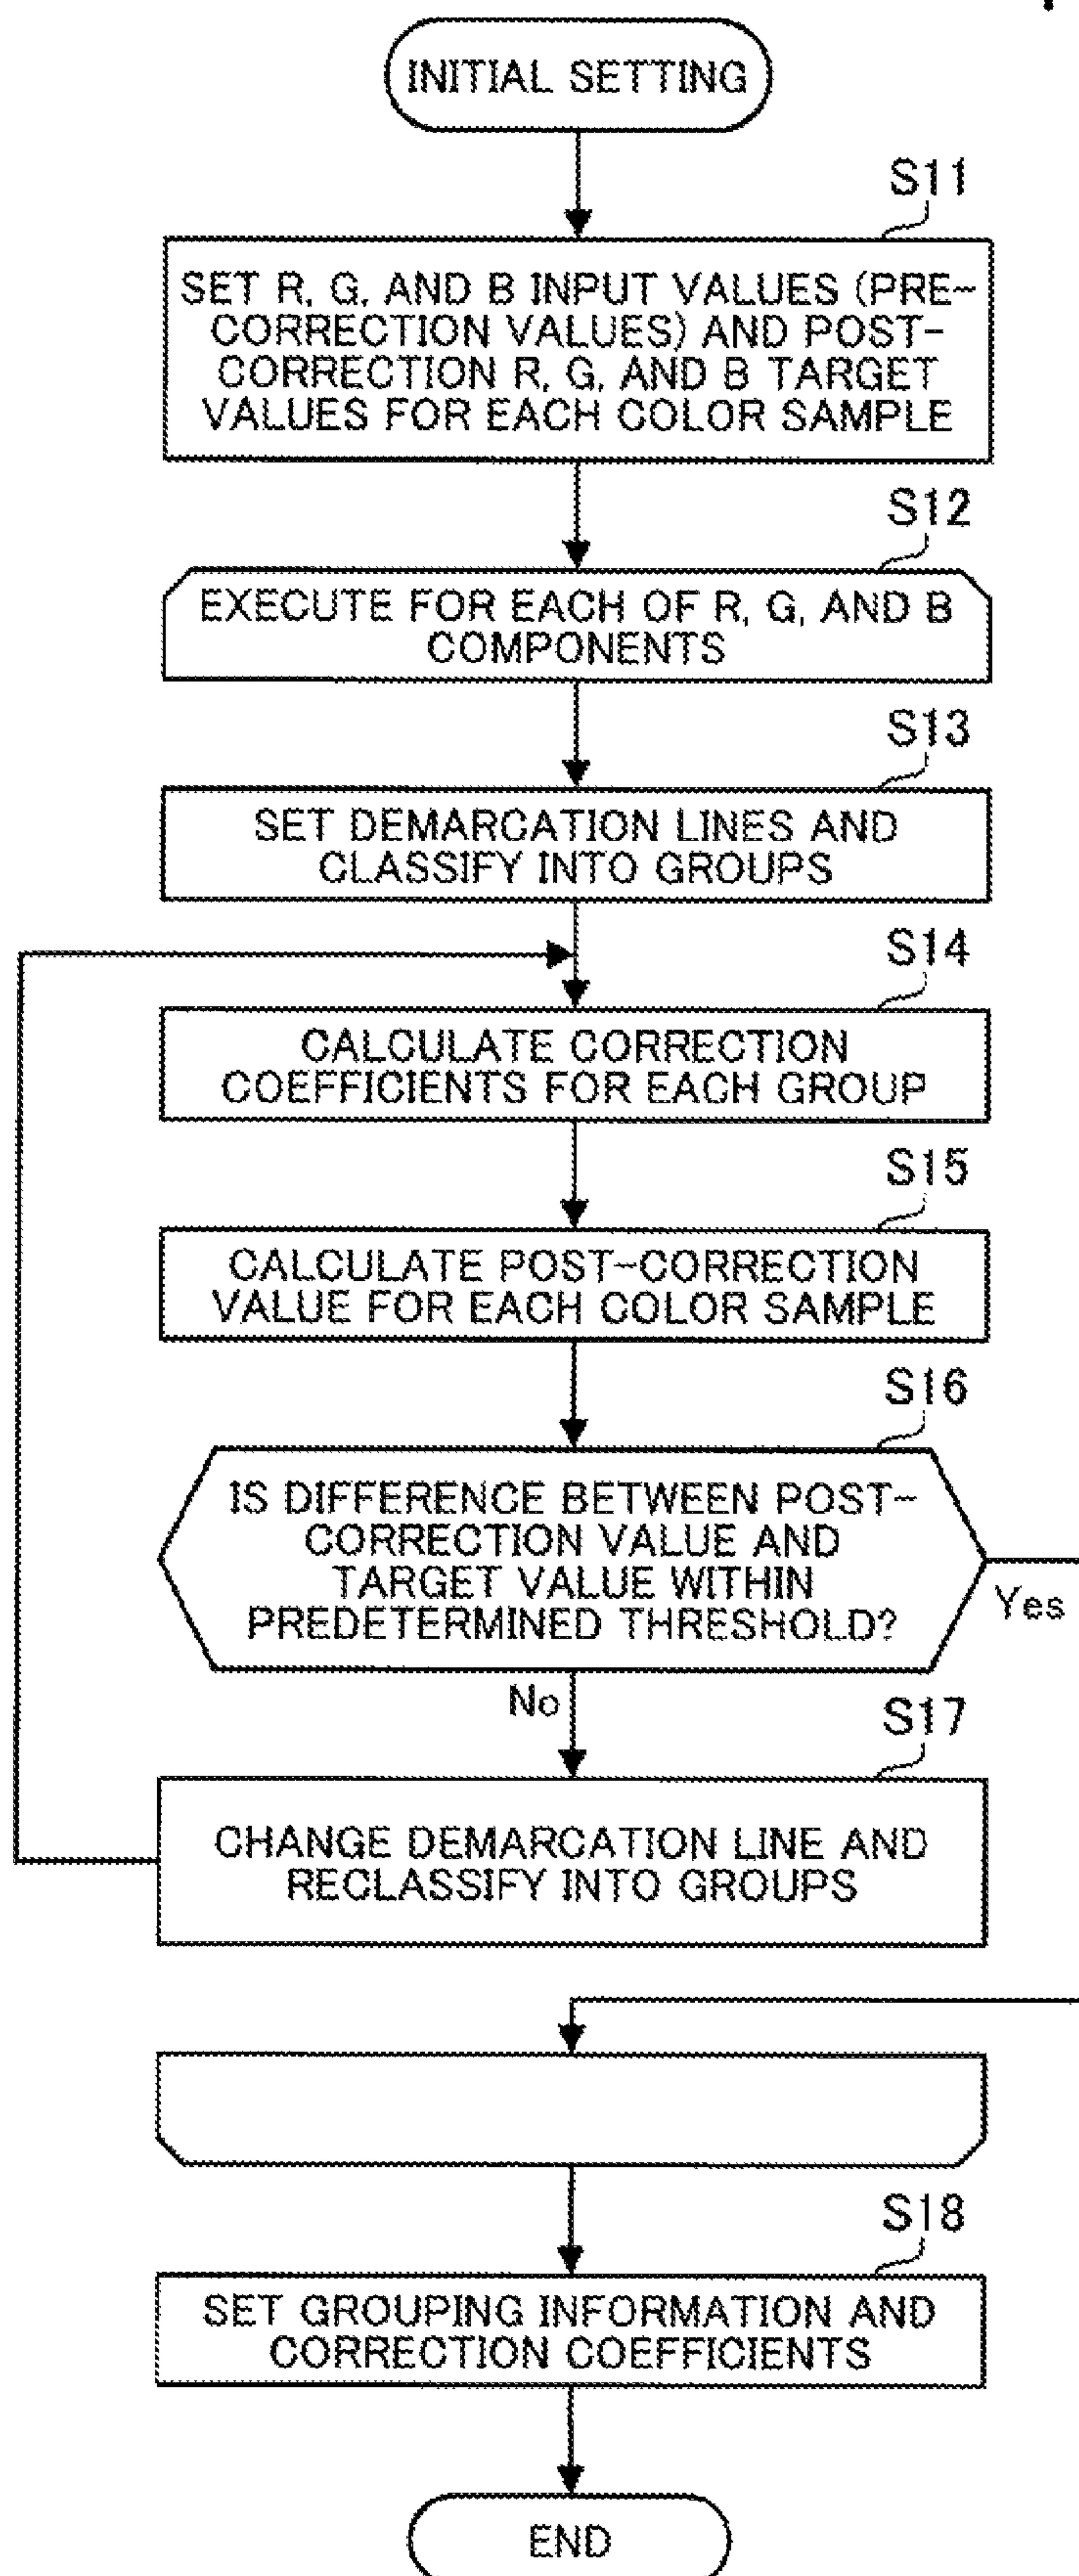 INITIAL SETTING
S11
SET R, G, AND B INPUT VALUES (PRE-
CORRECTION VALUES) AND POST-
CORRECTION R, G, AND B TARGET
VALUES FOR EACH COLOR SAMPLE
S12
EXECUTE FOR EACH OF R, G, AND B
COMPONENTS
S13
SET DEMARCATION LINES AND
CLASSIFY INTO GROUPS
S14
CALCULATE CORRECTION
COEFFICIENTS FOR EACH GROUP
S15
CALCULATE POST-CORRECTION
VALUE FOR EACH COLOR SAMPLE
S16
IS DIFFERENCE BETWEEN POST-
CORRECTION VALUE AND
TARGET VALUE WITHIN
PREDETERMINED THRESHOLD?
Yes
No
S17
CHANGE DEMARCATION LINE AND
RECLASSIFY INTO GROUPS
S18
SET GROUPING INFORMATION AND
CORRECTION COEFFICIENTS
END